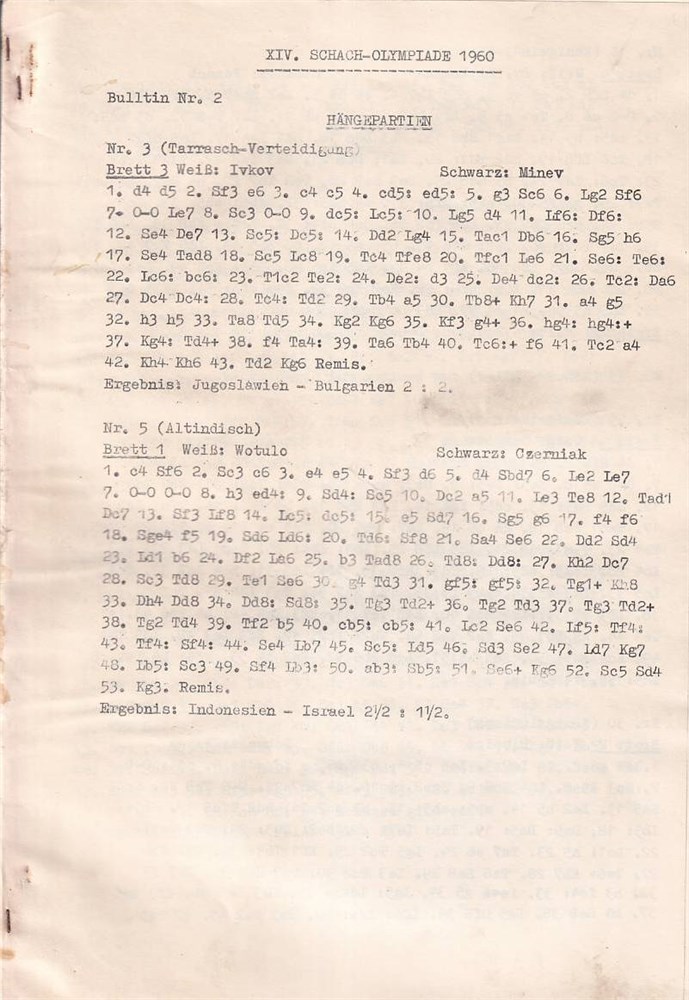 XIV. SCHACH-OLYMPIADE 1960
Bulltin Nr. 2
HÄNGEPARTIEN
Nr. 3 (Tarrasch-Verteidigung)
Brett 3 Weiß: Ivkov Schwarz: Minev
1. d4 d5 2. Sf3 e6 3. c4 c5 4. cd5: ed5: 5. g3 Sc6 6. Lg2 Sf6
7. 0-0 Le7 8. Sc3 0-0 9. dc5: Lc5: 10. Lg5 d4 11. Lf6: Df6:
12. Se4 De7 13. Sc5: Dc5: 14. Dd2 Lg4 15. Tac1 Db6 16. Sg5 h6
17. Se4 Tad8 18. Sc5 Lc8 19. Tc4 Tfe8 20. Tfc1 Le6 21. Se6: Te6:
22. Lc6: bc6: 23. T1c2 Te2: 24. De2: d3 25. De4 dc2: 26. Tc2: Da6
27. Dc4 Dc4: 28. Tc4: Td2 29. Tb4 a5 30. Tb8+ Kh7 31. a4 g5
32. h3 h5 33. Ta8 Td5 34. Kg2 Kg6 35. Kf3 g4+ 36. hg4: hg4:+
37. Kg4: Td4+ 38. f4 Ta4: 39. Ta6 Tb4 40. Tc6:+ f6 41. Tc2 a4
42. Kh4 Kh6 43. Td2 Kg6 Remis.
Ergebnis: Jugoslawien - Bulgarien 2 : 2.
Nr. 5 (Altindisch)
Brett 1 Weiß: Wotulo Schwarz: Czerniak
1. c4 Sf6 2. Sc3 c6 3. e4 e5 4. Sf3 d6 5. d4 Sbd7 6. Le2 Le7
7. 0-0 0-0 8. h3 ed4: 9. Sd4: Sc5 10. Dc2 a5 11. Le3 Te8 12. Tad1
Dc7 13. Sf3 Lf8 14. Lc5: dc5: 15. e5 Sd7 16. Sg5 g6 17. f4 f6
18. Sge4 f5 19. Sd6 Ld6: 20. Td6: Sf8 21. Sa4 Se6 22. Dd2 Sd4
23. Ld1 b6 24. Df2 La6 25. b3 Tad8 26. Td8: Dd8: 27. Kh2 Dc7
28. Sc3 Td8 29. Te1 Se6 30. g4 Td3 31. gf5: gf5: 32. Tg1+ Kh8
33. Dh4 Dd8 34. Dd8: Sd8: 35. Tg3 Td2+ 36. Tg2 Td3 37. Tg3 Td2+
38. Tg2 Td4 39. Tf2 b5 40. cb5: cb5: 41. Lc2 Se6 42. Lf5: Tf4:
43. Tf4: Sf4: 44. Se4 Lb7 45. Sc5: Ld5 46. Sd3 Se2 47. Ld7 Kg7
48. Lb5: Sc3 49. Sf4 Lb3: 50. ab3: Sb5: 51. Se6+ Kg6 52. Sc5 Sd4
53. Kg3. Remis.
Ergebnis: Indonesien - Israel 2½ : 1½.